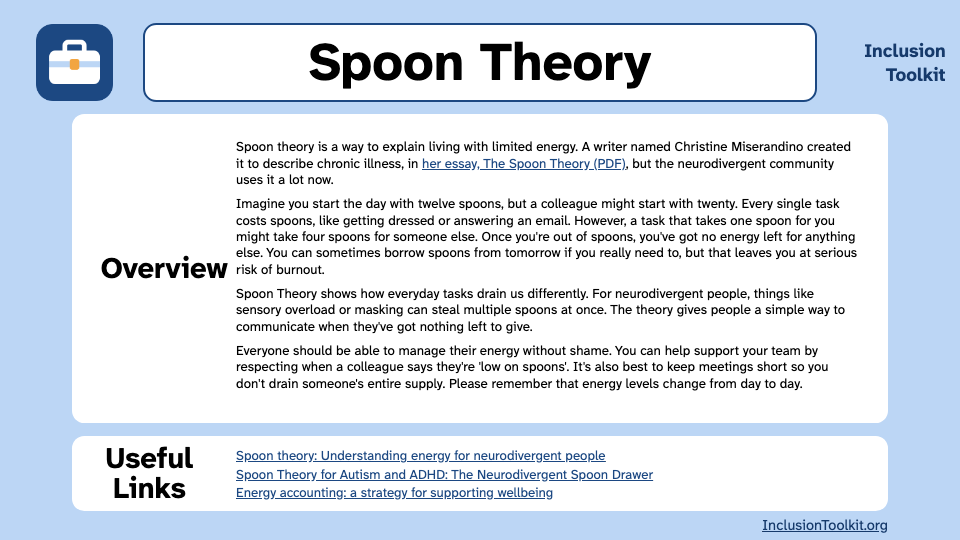 Spoon Theory
Inclusion
Toolkit
Overview
Spoon theory is a way to explain living with limited energy. A writer named Christine Miserandino created
it to describe chronic illness, in her essay, The Spoon Theory (PDF), but the neurodivergent community
uses it a lot now.
Imagine you start the day with twelve spoons, but a colleague might start with twenty. Every single task
costs spoons, like getting dressed or answering an email. However, a task that takes one spoon for you
might take four spoons for someone else. Once you're out of spoons, you've got no energy left for anything
else. You can sometimes borrow spoons from tomorrow if you really need to, but that leaves you at serious
risk of burnout.
Spoon Theory shows how everyday tasks drain us differently. For neurodivergent people, things like
sensory overload or masking can steal multiple spoons at once. The theory gives people a simple way to
communicate when they've got nothing left to give.
Everyone should be able to manage their energy without shame. You can help support your team by
respecting when a colleague says they're 'low on spoons'. It's also best to keep meetings short so you
don't drain someone's entire supply. Please remember that energy levels change from day to day.
Useful
Links
Spoon theory: Understanding energy for neurodivergent people
Spoon Theory for Autism and ADHD: The Neurodivergent Spoon Drawer
Energy accounting: a strategy for supporting wellbeing
InclusionToolkit.org